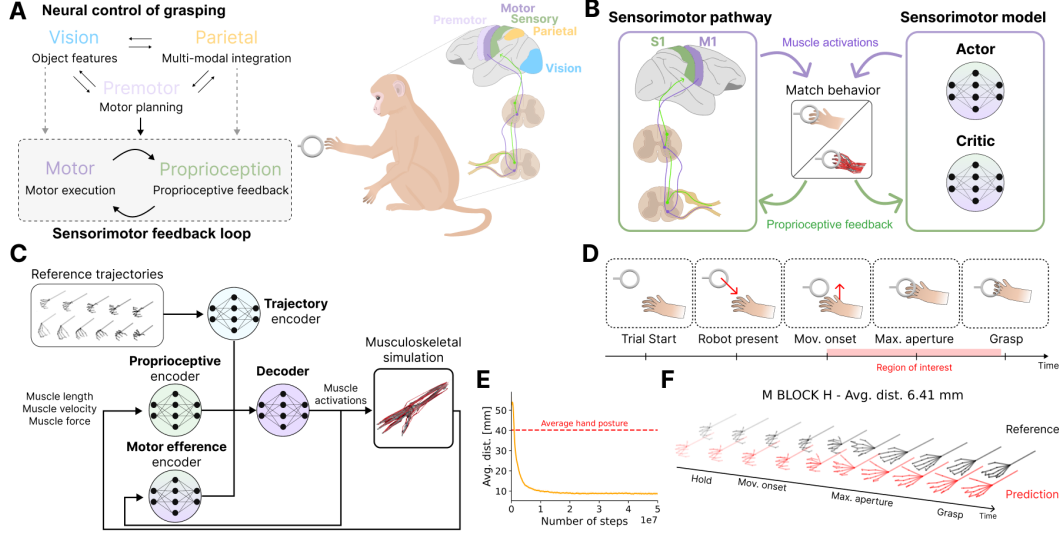 A
Neural control of grasping
Vision
Object features
Parietal
Multi-modal integration
Premotor
Motor planning
Motor
Motor execution
Proprioception
Proprioceptive feedback
Sensorimotor feedback loop
Motor
Premotor
Sensory
Parietal
Vision
B
Sensorimotor pathway
S1
M1
Muscle activations
Match behavior
Proprioceptive feedback
Sensorimotor model
Actor
Critic
C
Reference trajectories
Trajectory
encoder
Proprioceptive
encoder
Muscle length
Muscle velocity
Muscle force
Decoder
Muscle
activations
Musculoskeletal
simulation
Motor efference
encoder
D
Trial Start
Robot present
Mov. onset
Max. aperture
Grasp
Region of interest
Time
E
Avg. dist. [mm]
50
40
30
20
10
Average hand posture
0
1
2
3
4
5
1e7
Number of steps
F
M BLOCK H - Avg. dist. 6.41 mm
Reference
Prediction
Hold
Mov. onset
Max. aperture
Grasp
Time